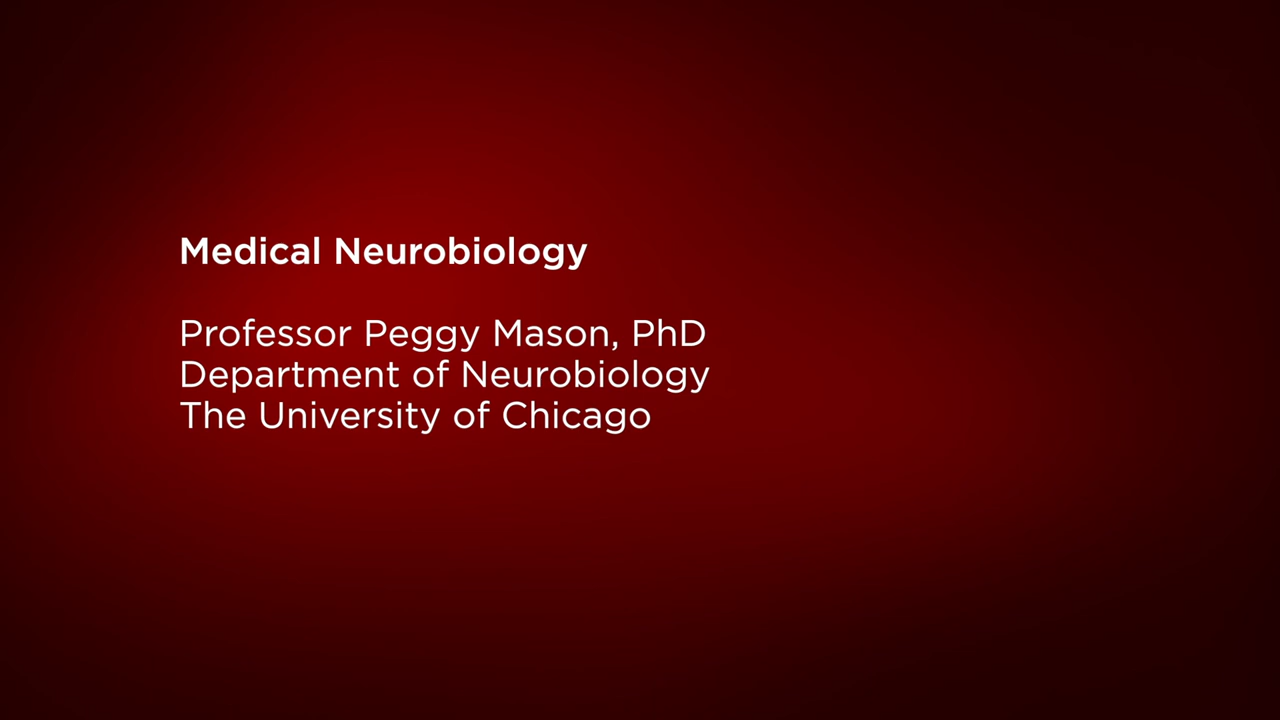 Medical Neurobiology
Professor Peggy Mason, PhD
Department of Neurobiology
The University of Chicago